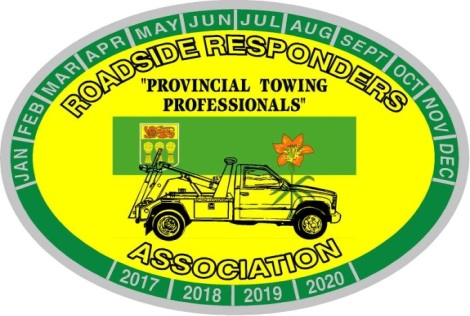 JAN FEB MAR APR MAY JUN JUL AUG SEPT OCT NOV DEC
ROADSIDE RESPONDERS
"PROVINCIAL TOWING
PROFESSIONALS"
ASSOCIATION
2017 2018 2019 2020